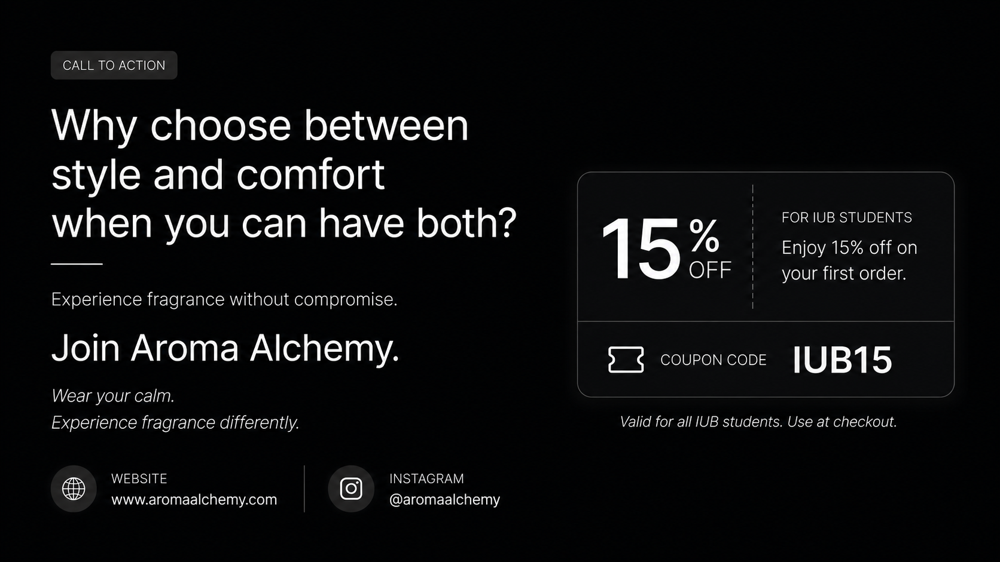 CALL TO ACTION
Why choose between
style and comfort
when you can have both?
Experience fragrance without compromise.
Join Aroma Alchemy.
Wear your calm.
Experience fragrance differently.
WEBSITE
www.aromaalchemy.com
INSTAGRAM
@aromaalchemy
15%
OFF
FOR IUB STUDENTS
Enjoy 15% off on
your first order.
COUPON CODE IUB15
Valid for all IUB students. Use at checkout.